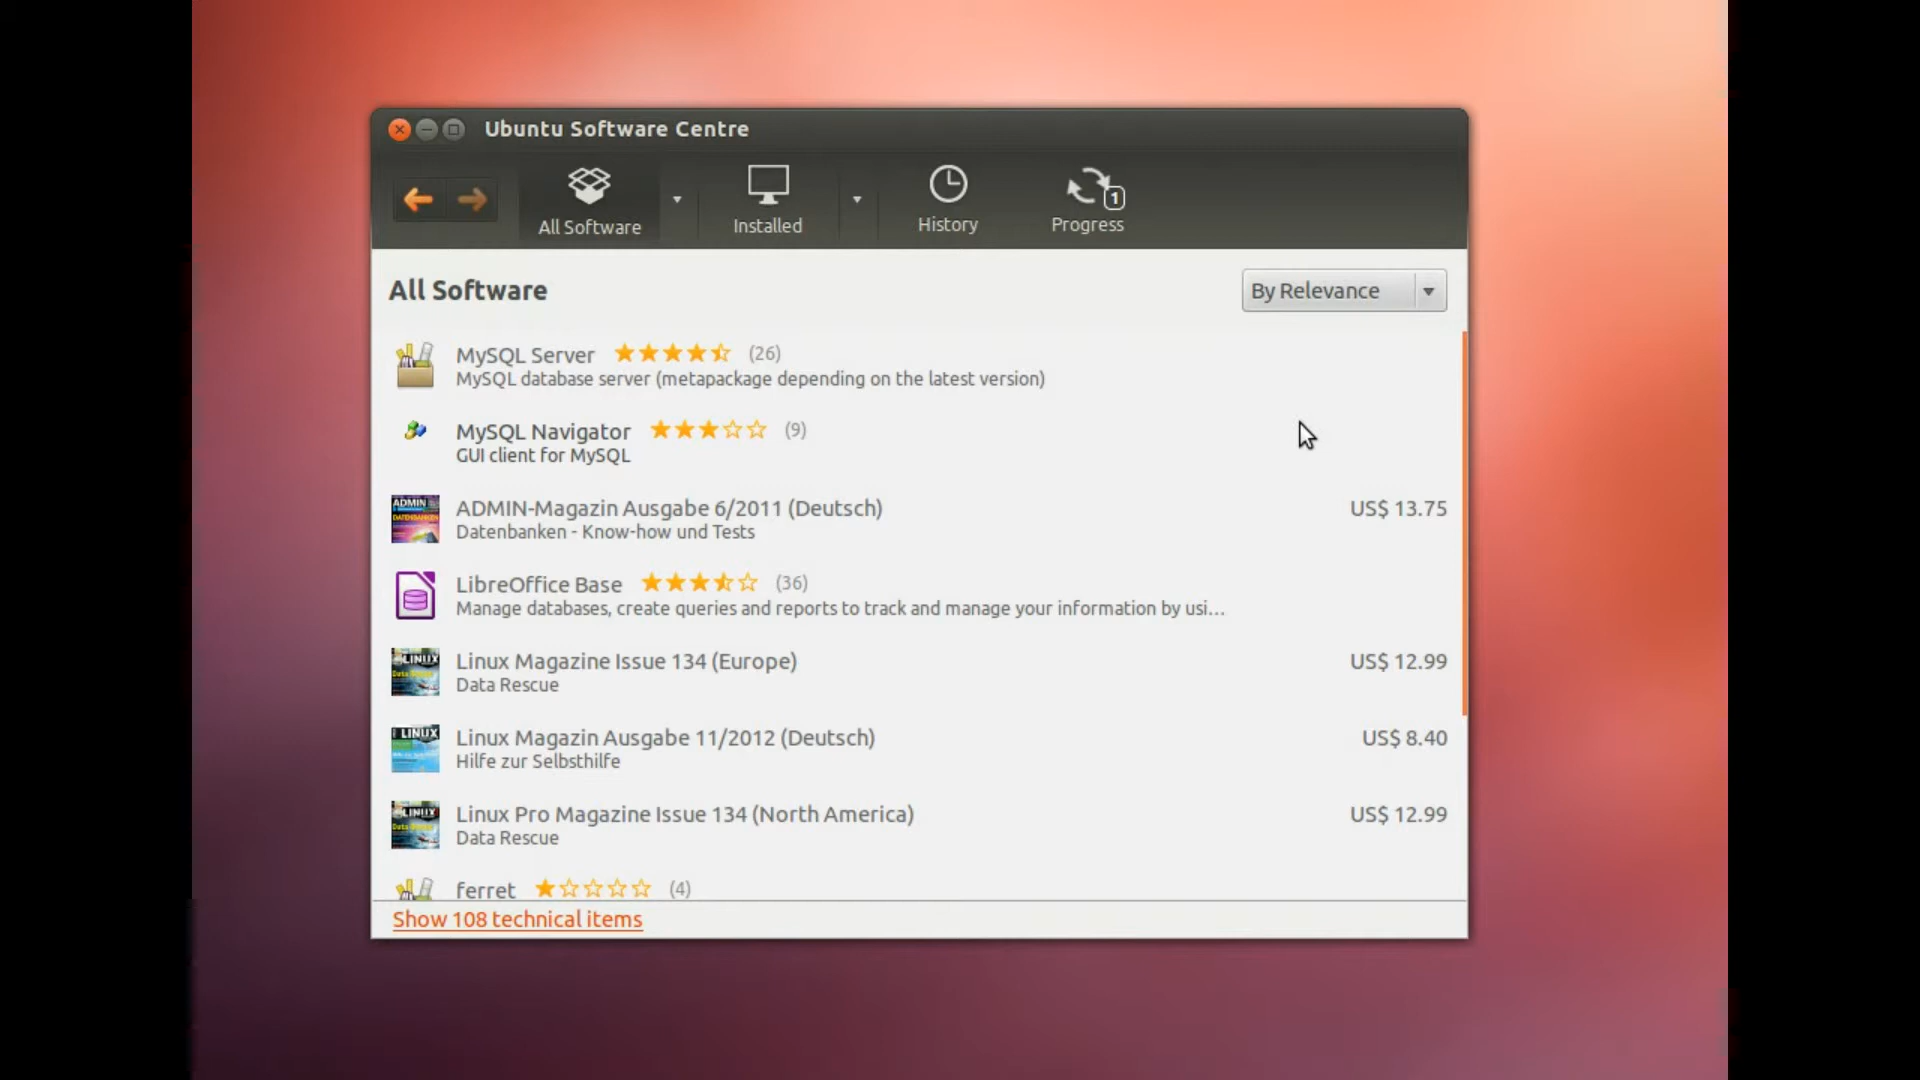 Ubuntu Software Centre
All Software
Installed
History
1
Progress
All Software
By Relevance
MySQL Server (26)
MySQL database server (metapackage depending on the latest version)
MySQL Navigator (9)
GUI client for MySQL
ADMIN-Magazin Ausgabe 6/2011 (Deutsch) US$ 13.75
Datenbanken - Know-how und Tests
LibreOffice Base (36)
Manage databases, create queries and reports to track and manage your information by usi...
Linux Magazine Issue 134 (Europe) US$ 12.99
Data Rescue
Linux Magazin Ausgabe 11/2012 (Deutsch) US$ 8.40
Hilfe zur Selbsthilfe
Linux Pro Magazine Issue 134 (North America) US$ 12.99
Data Rescue
ferret (4)
Show 108 technical items
ADMIN
DATENBANKEN
LINUX
LINUX
LINUX